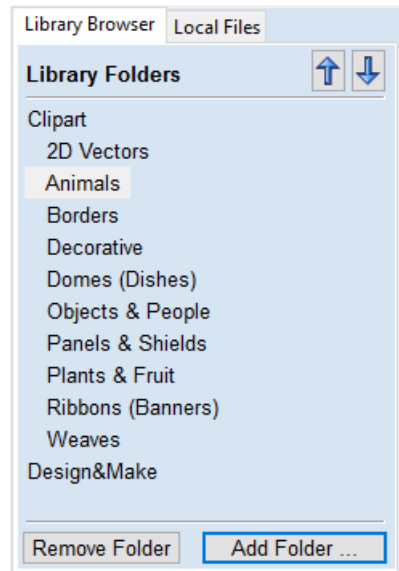 Library Browser Local Files
Library Folders
Clipart
2D Vectors
Animals
Borders
Decorative
Domes (Dishes)
Objects & People
Panels & Shields
Plants & Fruit
Ribbons (Banners)
Weaves
Design&Make
Remove Folder Add Folder ...